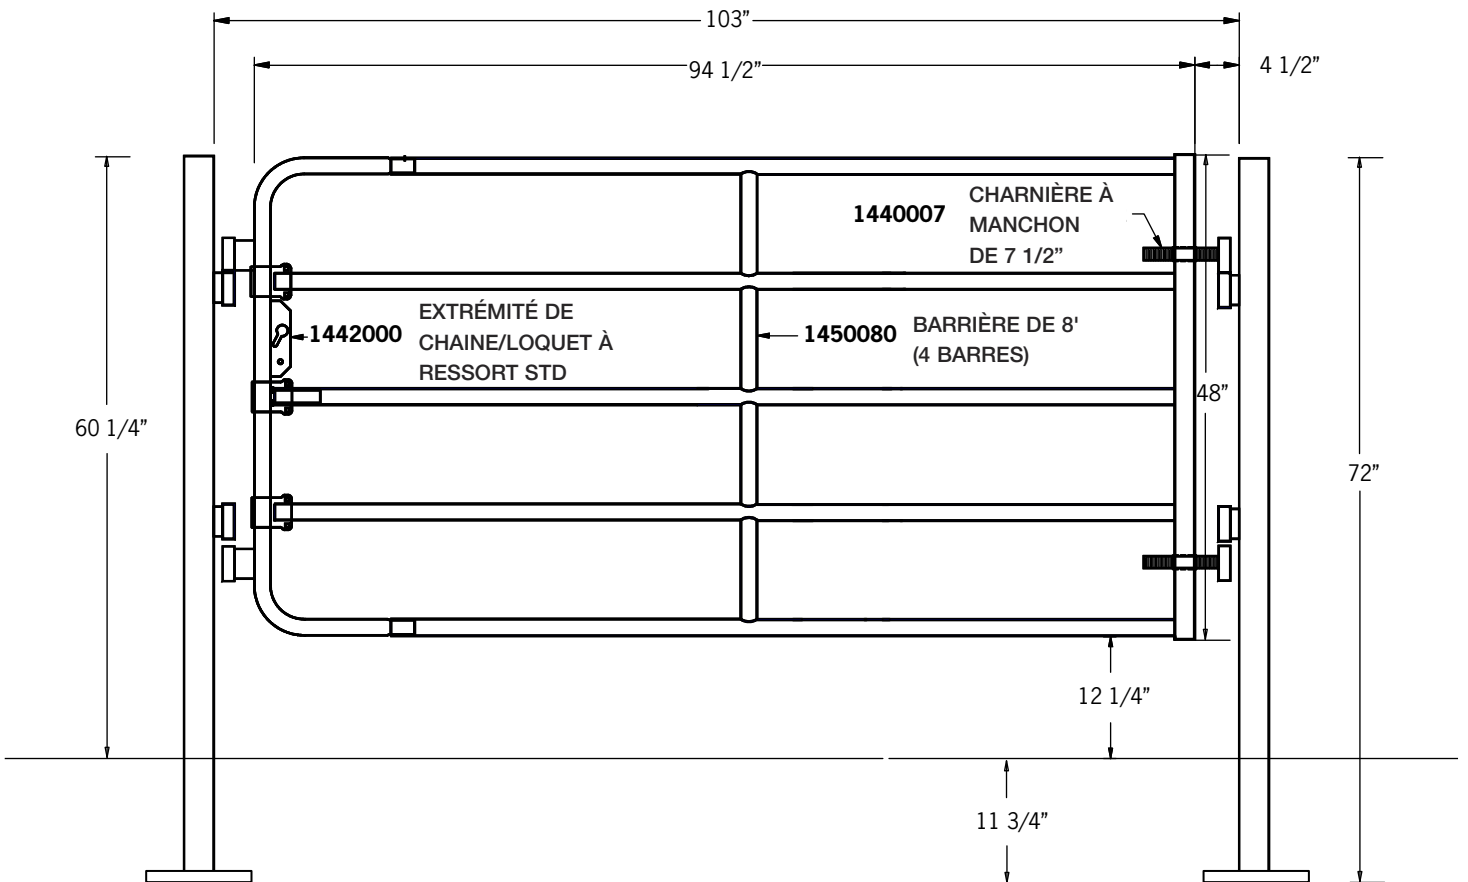 103”
94 1/2”
4 1/2”
1440007
CHARNIÈRE À
MANCHON
DE 7 1/2”
1442000
EXTRÉMITÉ DE
CHAINE/LOQUET À
RESSORT STD
1450080
BARRIÈRE DE 8'
(4 BARRES)
48”
60 1/4”
72”
12 1/4”
11 3/4”